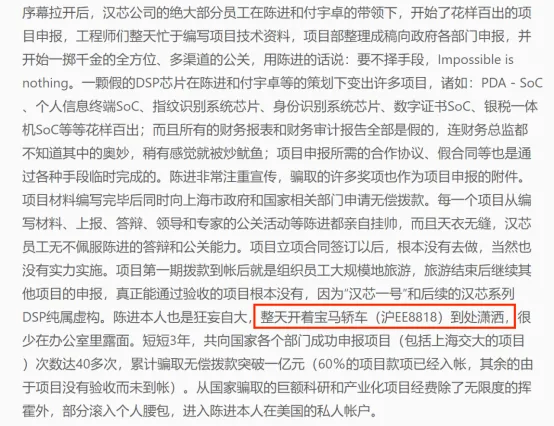 序幕拉开后，汉芯公司的绝大部分员工在陈进和付宇卓的带领下，开始了花样百出的项
目申报，工程师们整天忙于编写项目技术资料，项目部整理成稿向政府各部门申报，并
开始一掷千金的全方位、多渠道的公关，用陈进的话说：要不择手段，Impossible is
nothing。一颗假的DSP芯片在陈进和付宇卓等的策划下变出许多项目，诸如：PDA－SoC
、个人信息终端SoC、指纹识别系统芯片、身份识别系统芯片、数字证书SoC、银税一体
机SoC等等花样百出；而且所有的财务报表和财务审计报告全部是假的，连财务总监都
不知道其中的奥妙，稍有感觉就被炒鱿鱼；项目申报所需的合作协议、假合同等也是通
过各种手段临时完成的。陈进非常注重宣传，骗取的许多奖项也作为项目申报的附件。
项目材料编写完毕后同时向上海市政府和国家相关部门申请无偿拨款。每一个项目从编
写材料、上报、答辩、领导和专家的公关活动等陈进都亲自挂帅，而且天衣无缝，汉芯
员工无不佩服陈进的答辩和公关能力。项目立项合同签订以后，根本没有去做，当然也
没有实力实施。项目第一期拨款到帐后就是组织员工大规模地旅游，旅游结束后继续其
他项目的申报，真正能通过验收的项目根本没有，因为“汉芯一号”和后续的汉芯系列
DSP纯属虚构。陈进本人也是狂妄自大，整天开着宝马轿车（沪EE8818）到处潇洒，很
少在办公室里露面。短短3年，共向国家各个部门成功申报项目（包括上海交大的项目
）次数达40多次，累计骗取无偿拨款突破一亿元（60%的项目款项已经入帐，其余的由
于项目没有验收而未到帐）。从国家骗取的巨额科研和产业化项目经费除了无限度的挥
霍外，部分滚入个人腰包，进入陈进本人在美国的私人帐户。